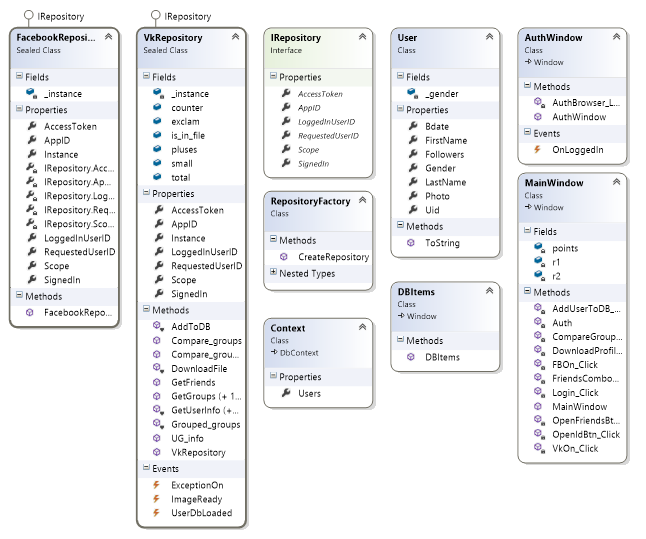 IRepository
FacebookReposi...
Sealed Class
Fields
_instance
Properties
AccessToken
AppID
Instance
IRepository.Acc...
IRepository.Ap...
IRepository.Log...
IRepository.Req...
IRepository.Sco...
LoggedInUserID
RequestedUserID
Scope
SignedIn
Methods
FacebookRepo...
IRepository
VkRepository
Sealed Class
Fields
_instance
counter
exclam
is_in_file
pluses
small
total
Properties
AccessToken
AppID
Instance
LoggedInUserID
RequestedUserID
Scope
SignedIn
Methods
AddToDB
Compare_groups
Compare_grou...
DownloadFile
GetFriends
GetGroups (+ 1...
GetUserInfo (+...
Grouped_groups
UG_info
VkRepository
Events
ExceptionOn
ImageReady
UserDbLoaded
IRepository
Interface
Properties
AccessToken
AppID
LoggedInUserID
RequestedUserID
Scope
SignedIn
RepositoryFactory
Class
Methods
CreateRepository
Nested Types
Context
Class
DbContext
Properties
Users
User
Class
Fields
_gender
Properties
Bdate
FirstName
Followers
Gender
LastName
Photo
Uid
Methods
ToString
DBItems
Class
Window
Methods
DBItems
AuthWindow
Class
Window
Methods
AuthBrowser_L...
AuthWindow
Events
OnLoggedIn
MainWindow
Class
Window
Fields
points
r1
r2
Methods
AddUserToDB_...
Auth
CompareGroup...
DownloadProfil...
FBOn_Click
FriendsCombo...
Login_Click
MainWindow
OpenFriendsBt...
OpenIdBtn_Click
VkOn_Click